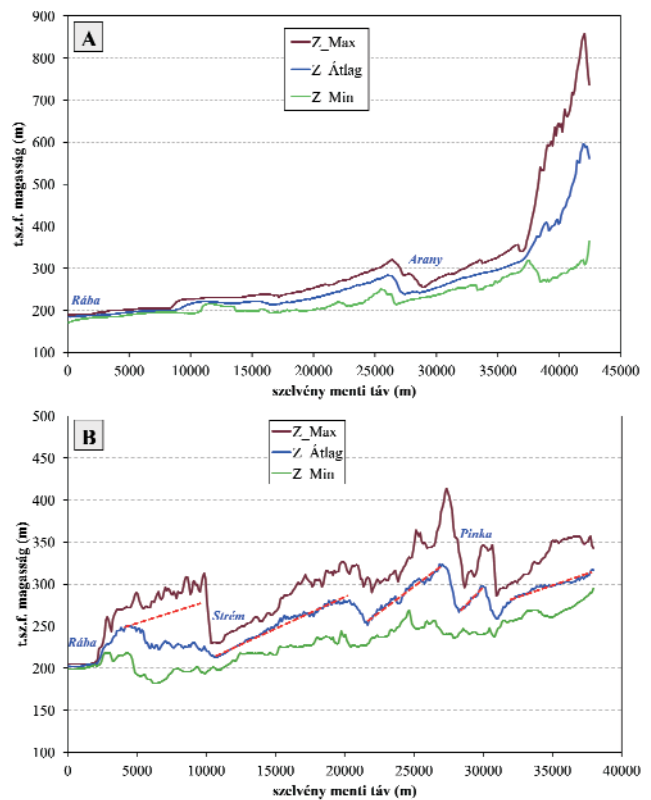 A
Z_Max
Z_Átlag
Z_Min
900
800
700
600
500
400
300
200
100
t.sz.f. magasság (m)
Rába
Arany
0
5000
10000
15000
20000
25000
30000
35000
40000
45000
szelvény menti táv (m)
B
Z_Max
Z_Átlag
Z_Min
500
450
400
350
300
250
200
150
100
t.sz.f. magasság (m)
Rába
Strém
Pinka
0
5000
10000
15000
20000
25000
30000
35000
40000
szelvény menti táv (m)